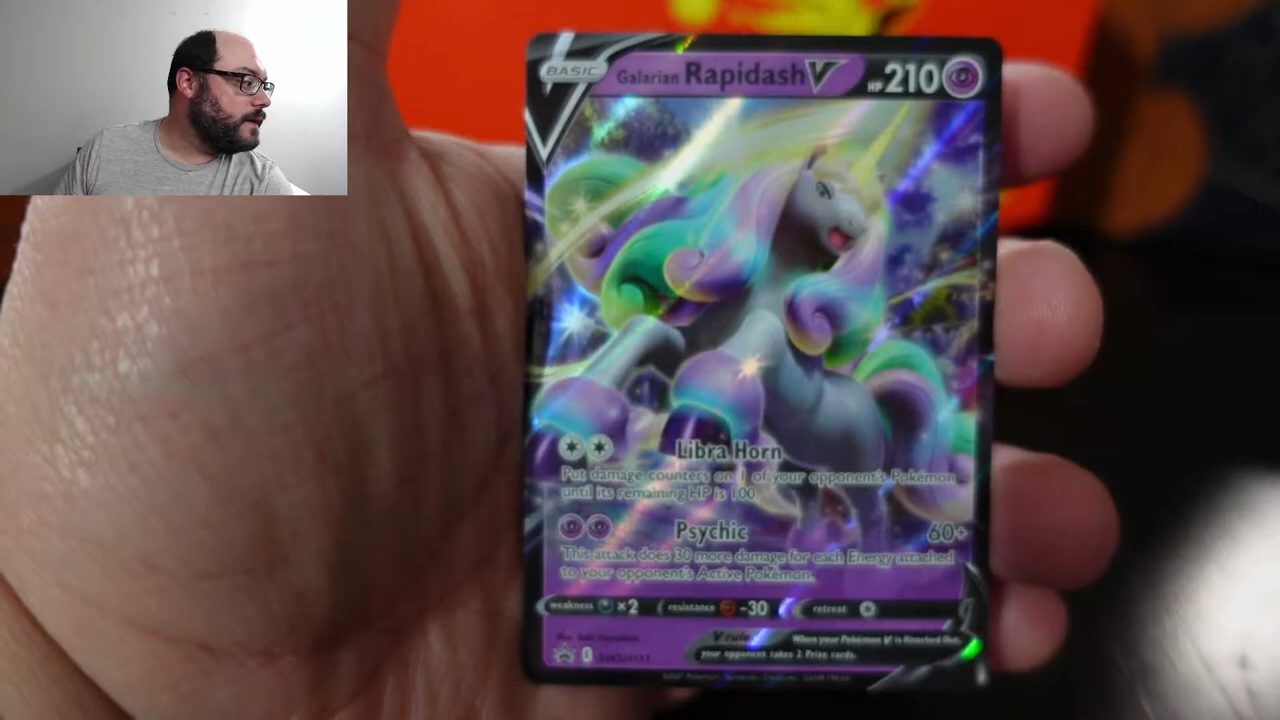 BASIC Galarian Rapidash V HP 210
Libra Horn
Put damage counters on 1 of your opponent's Pokémon
until its remaining HP is 100
Psychic 60+
This attack does 30 more damage for each Energy attached
to your opponent's Active Pokémon.
weakness ×2 resistance -30 retreat
V rule When your Pokémon V is Knocked Out,
your opponent takes 2 Prize cards.